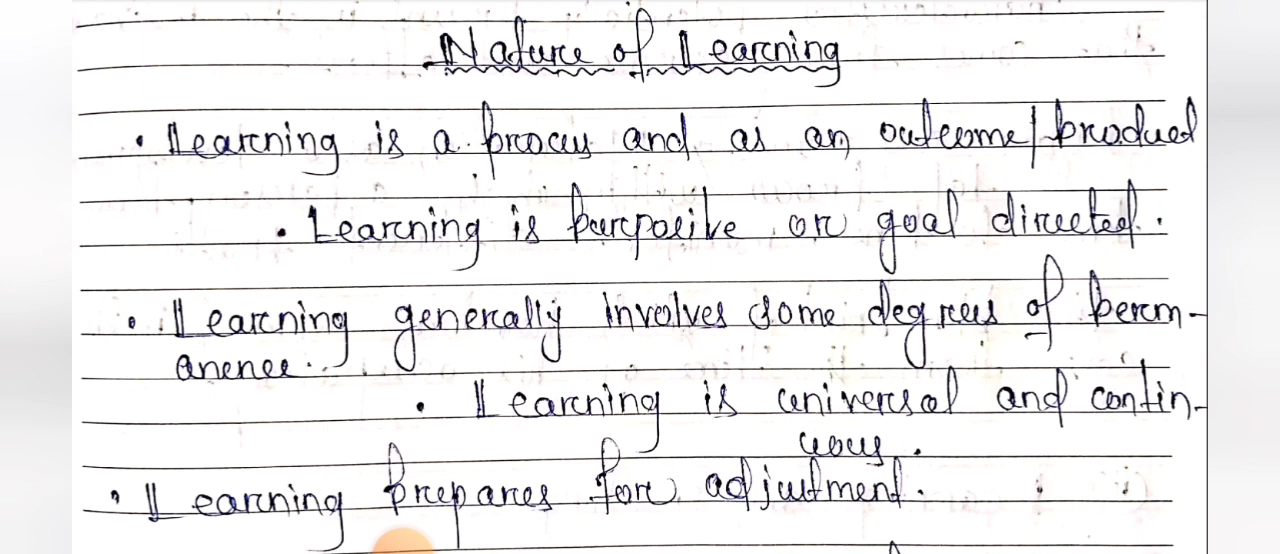 Nature of Learning
• Learning is a process and as an outcome/product
• Learning is purposive or goal directed.
• Learning generally involves some degrees of perm-
anence.
• Learning is universal and contin-
uous.
• Learning prepares for adjustment.